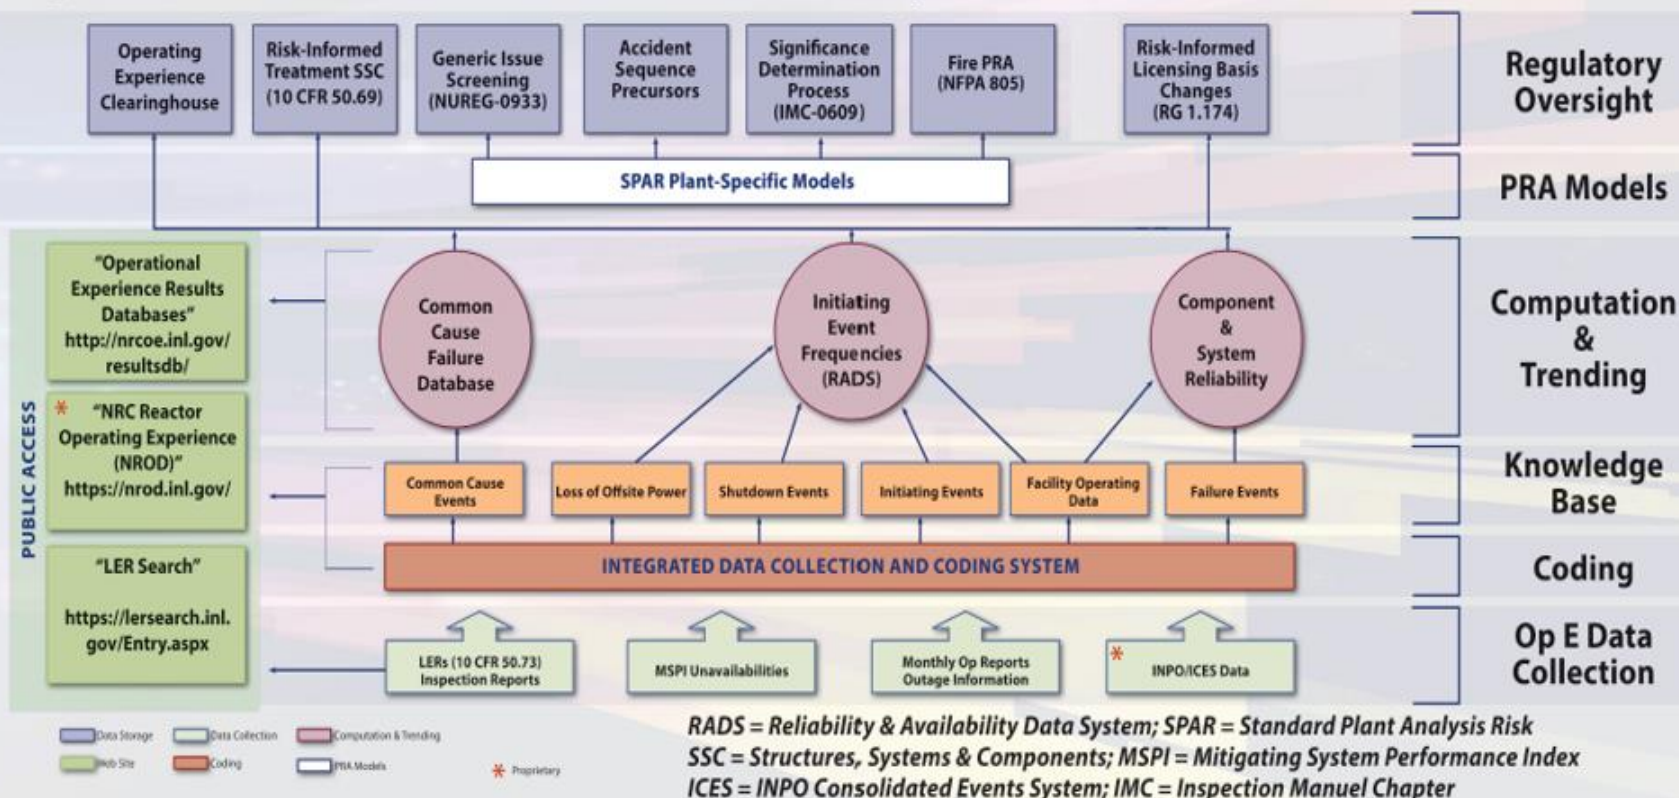 Operating
Experience
Clearinghouse
Risk-Informed
Treatment SSC
(10 CFR 50.69)
Generic Issue
Screening
(NUREG-0933)
Accident
Sequence
Precursors
Significance
Determination
Process
(IMC-0609)
Fire PRA
(NFPA 805)
Risk-Informed
Licensing Basis
Changes
(RG 1.174)
Regulatory
Oversight
SPAR Plant-Specific Models
PRA Models
PUBLIC ACCESS
"Operational
Experience Results
Databases"
http://nrcoe.inl.gov/
resultsdb/
Common
Cause
Failure
Database
Initiating
Event
Frequencies
(RADS)
Component
&
System
Reliability
Computation
&
Trending
* "NRC Reactor
Operating Experience
(NROD)"
https://nrod.inl.gov/
Common Cause
Events
Loss of Offsite Power
Shutdown Events
Initiating Events
Facility Operating
Data
Failure Events
Knowledge
Base
INTEGRATED DATA COLLECTION AND CODING SYSTEM
Coding
"LER Search"
https://lersearch.inl.
gov/Entry.aspx
LERs (10 CFR 50.73)
Inspection Reports
MSPI Unavailabilities
Monthly Op Reports
Outage Information
* INPO/ICES Data
Op E Data
Collection
Data Storage
Data Collection
Computation & Trending
Web Site
Coding
PRA Models
* Proprietary
RADS = Reliability & Availability Data System; SPAR = Standard Plant Analysis Risk
SSC = Structures, Systems & Components; MSPI = Mitigating System Performance Index
ICES = INPO Consolidated Events System; IMC = Inspection Manuel Chapter